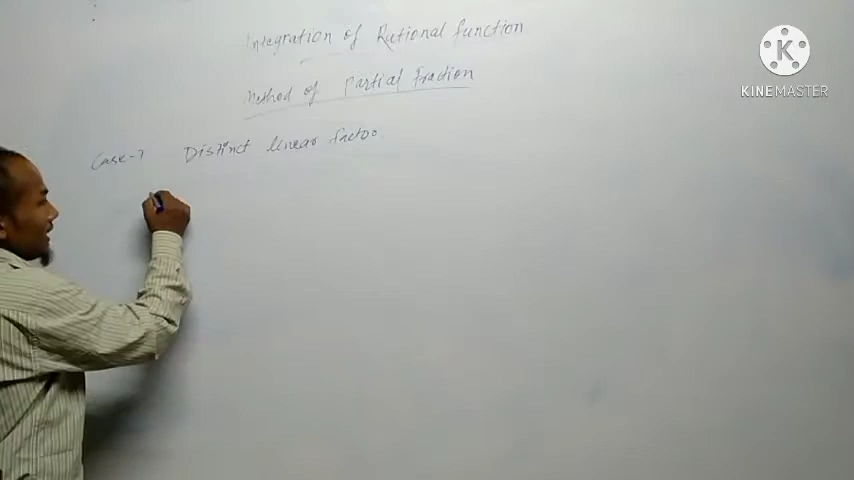 Integration of Rational function
Method of Partial Fraction
Case-1 Distinct linear factor
KINEMASTER